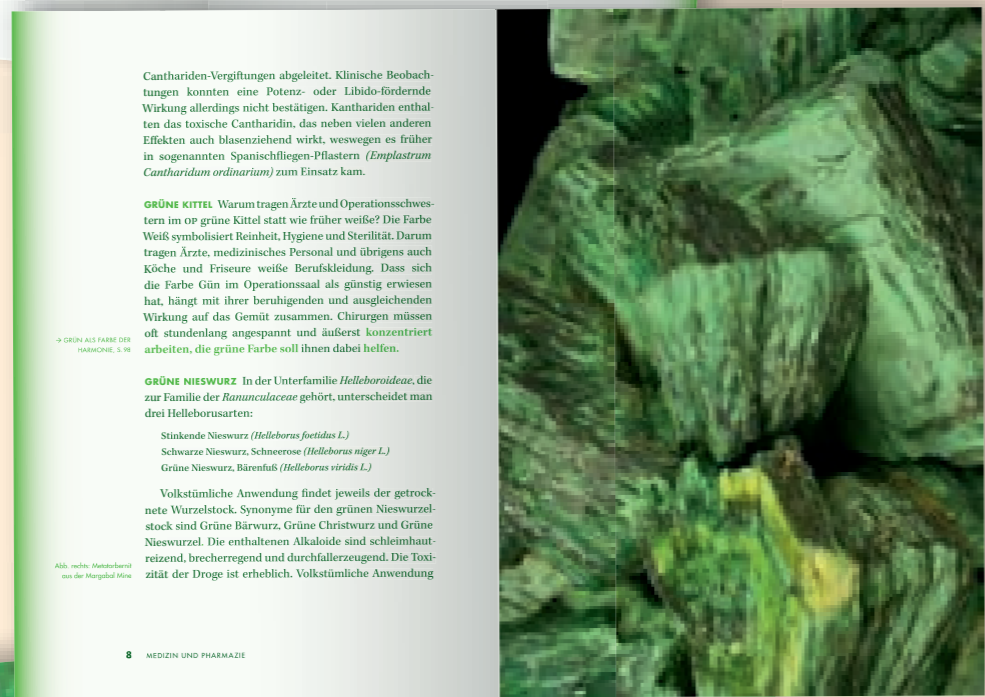 Canthariden-Vergiftungen abgeleitet. Klinische Beobach-
tungen konnten eine Potenz- oder Libido-fördernde
Wirkung allerdings nicht bestätigen. Kanthariden enthal-
ten das toxische Cantharidin, das neben vielen anderen
Effekten auch blasenziehend wirkt, weswegen es früher
in sogenannten Spanischfliegen-Pflastern (Emplastrum
Cantharidum ordinarium) zum Einsatz kam.
GRÜNE KITTEL Warum tragen Ärzte und Operationsschwes-
tern im OP grüne Kittel statt wie früher weiße? Die Farbe
Weiß symbolisiert Reinheit, Hygiene und Sterilität. Darum
tragen Ärzte, medizinisches Personal und übrigens auch
Köche und Friseure weiße Berufskleidung. Dass sich
die Farbe Gün im Operationssaal als günstig erwiesen
hat, hängt mit ihrer beruhigenden und ausgleichenden
Wirkung auf das Gemüt zusammen. Chirurgen müssen
oft stundenlang angespannt und äußerst konzentriert
arbeiten, die grüne Farbe soll ihnen dabei helfen.
→ GRÜN ALS FARBE DER
HARMONIE, S. 98
GRÜNE NIESWURZ In der Unterfamilie Helleboroideae, die
zur Familie der Ranunculaceae gehört, unterscheidet man
drei Helleborusarten:
Stinkende Nieswurz (Helleborus foetidus L.)
Schwarze Nieswurz, Schneerose (Helleborus niger L.)
Grüne Nieswurz, Bärenfuß (Helleborus viridis L.)
Volkstümliche Anwendung findet jeweils der getrock-
nete Wurzelstock. Synonyme für den grünen Nieswurzel-
stock sind Grüne Bärwurz, Grüne Christwurz und Grüne
Nieswurzel. Die enthaltenen Alkaloide sind schleimhaut-
reizend, brecherregend und durchfallerzeugend. Die Toxi-
zität der Droge ist erheblich. Volkstümliche Anwendung
Abb. rechts: Metatorbernit
aus der Margabal Mine
8 MEDIZIN UND PHARMAZIE